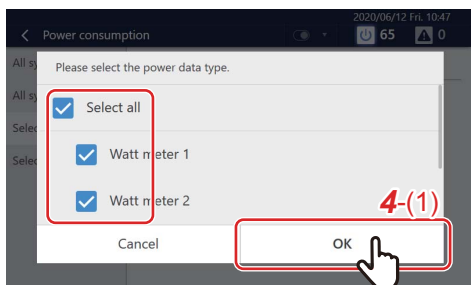 2020/06/12 Fri. 10:47
Power consumption
65
0
All sy
Please select the power data type.
All sy
Select all
Selec
Watt meter 1
Selec
Watt meter 2
4-(1)
Cancel
OK